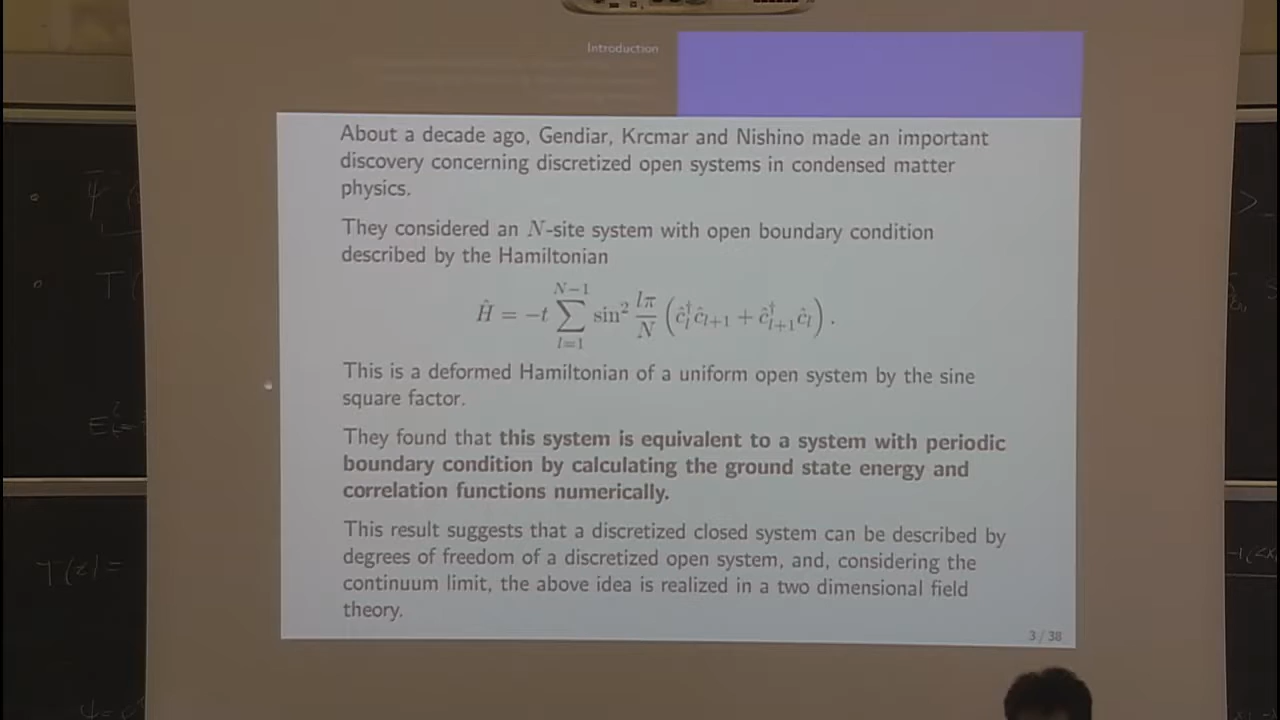 Introduction
About a decade ago, Gendiar, Krcmar and Nishino made an important
discovery concerning discretized open systems in condensed matter
physics.
They considered an N-site system with open boundary condition
described by the Hamiltonian
Ĥ = −t ∑_{l=1}^{N−1} sin² lπ/N (ĉ†_l ĉ_{l+1} + ĉ†_{l+1} ĉ_l).
This is a deformed Hamiltonian of a uniform open system by the sine
square factor.
They found that this system is equivalent to a system with periodic
boundary condition by calculating the ground state energy and
correlation functions numerically.
This result suggests that a discretized closed system can be described by
degrees of freedom of a discretized open system, and, considering the
continuum limit, the above idea is realized in a two dimensional field
theory.
3 / 38
T(z) =